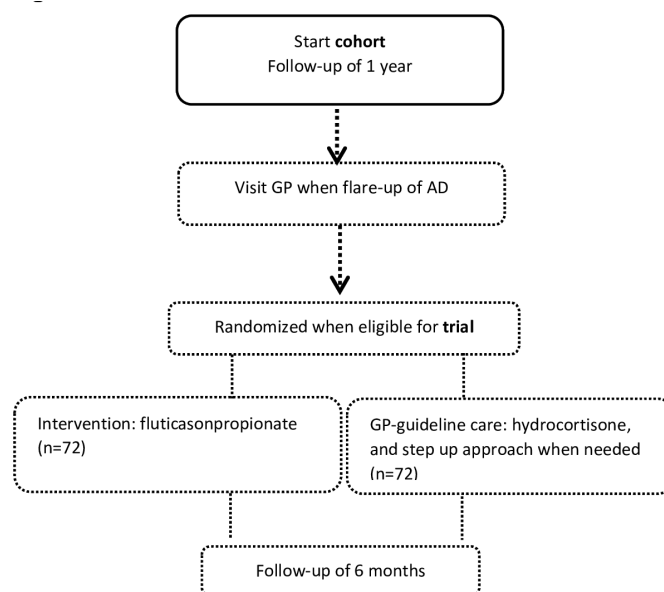 Start cohort
Follow-up of 1 year
Visit GP when flare-up of AD
Randomized when eligible for trial
Intervention: fluticasonpropionate
(n=72)
GP-guideline care: hydrocortisone,
and step up approach when needed
(n=72)
Follow-up of 6 months